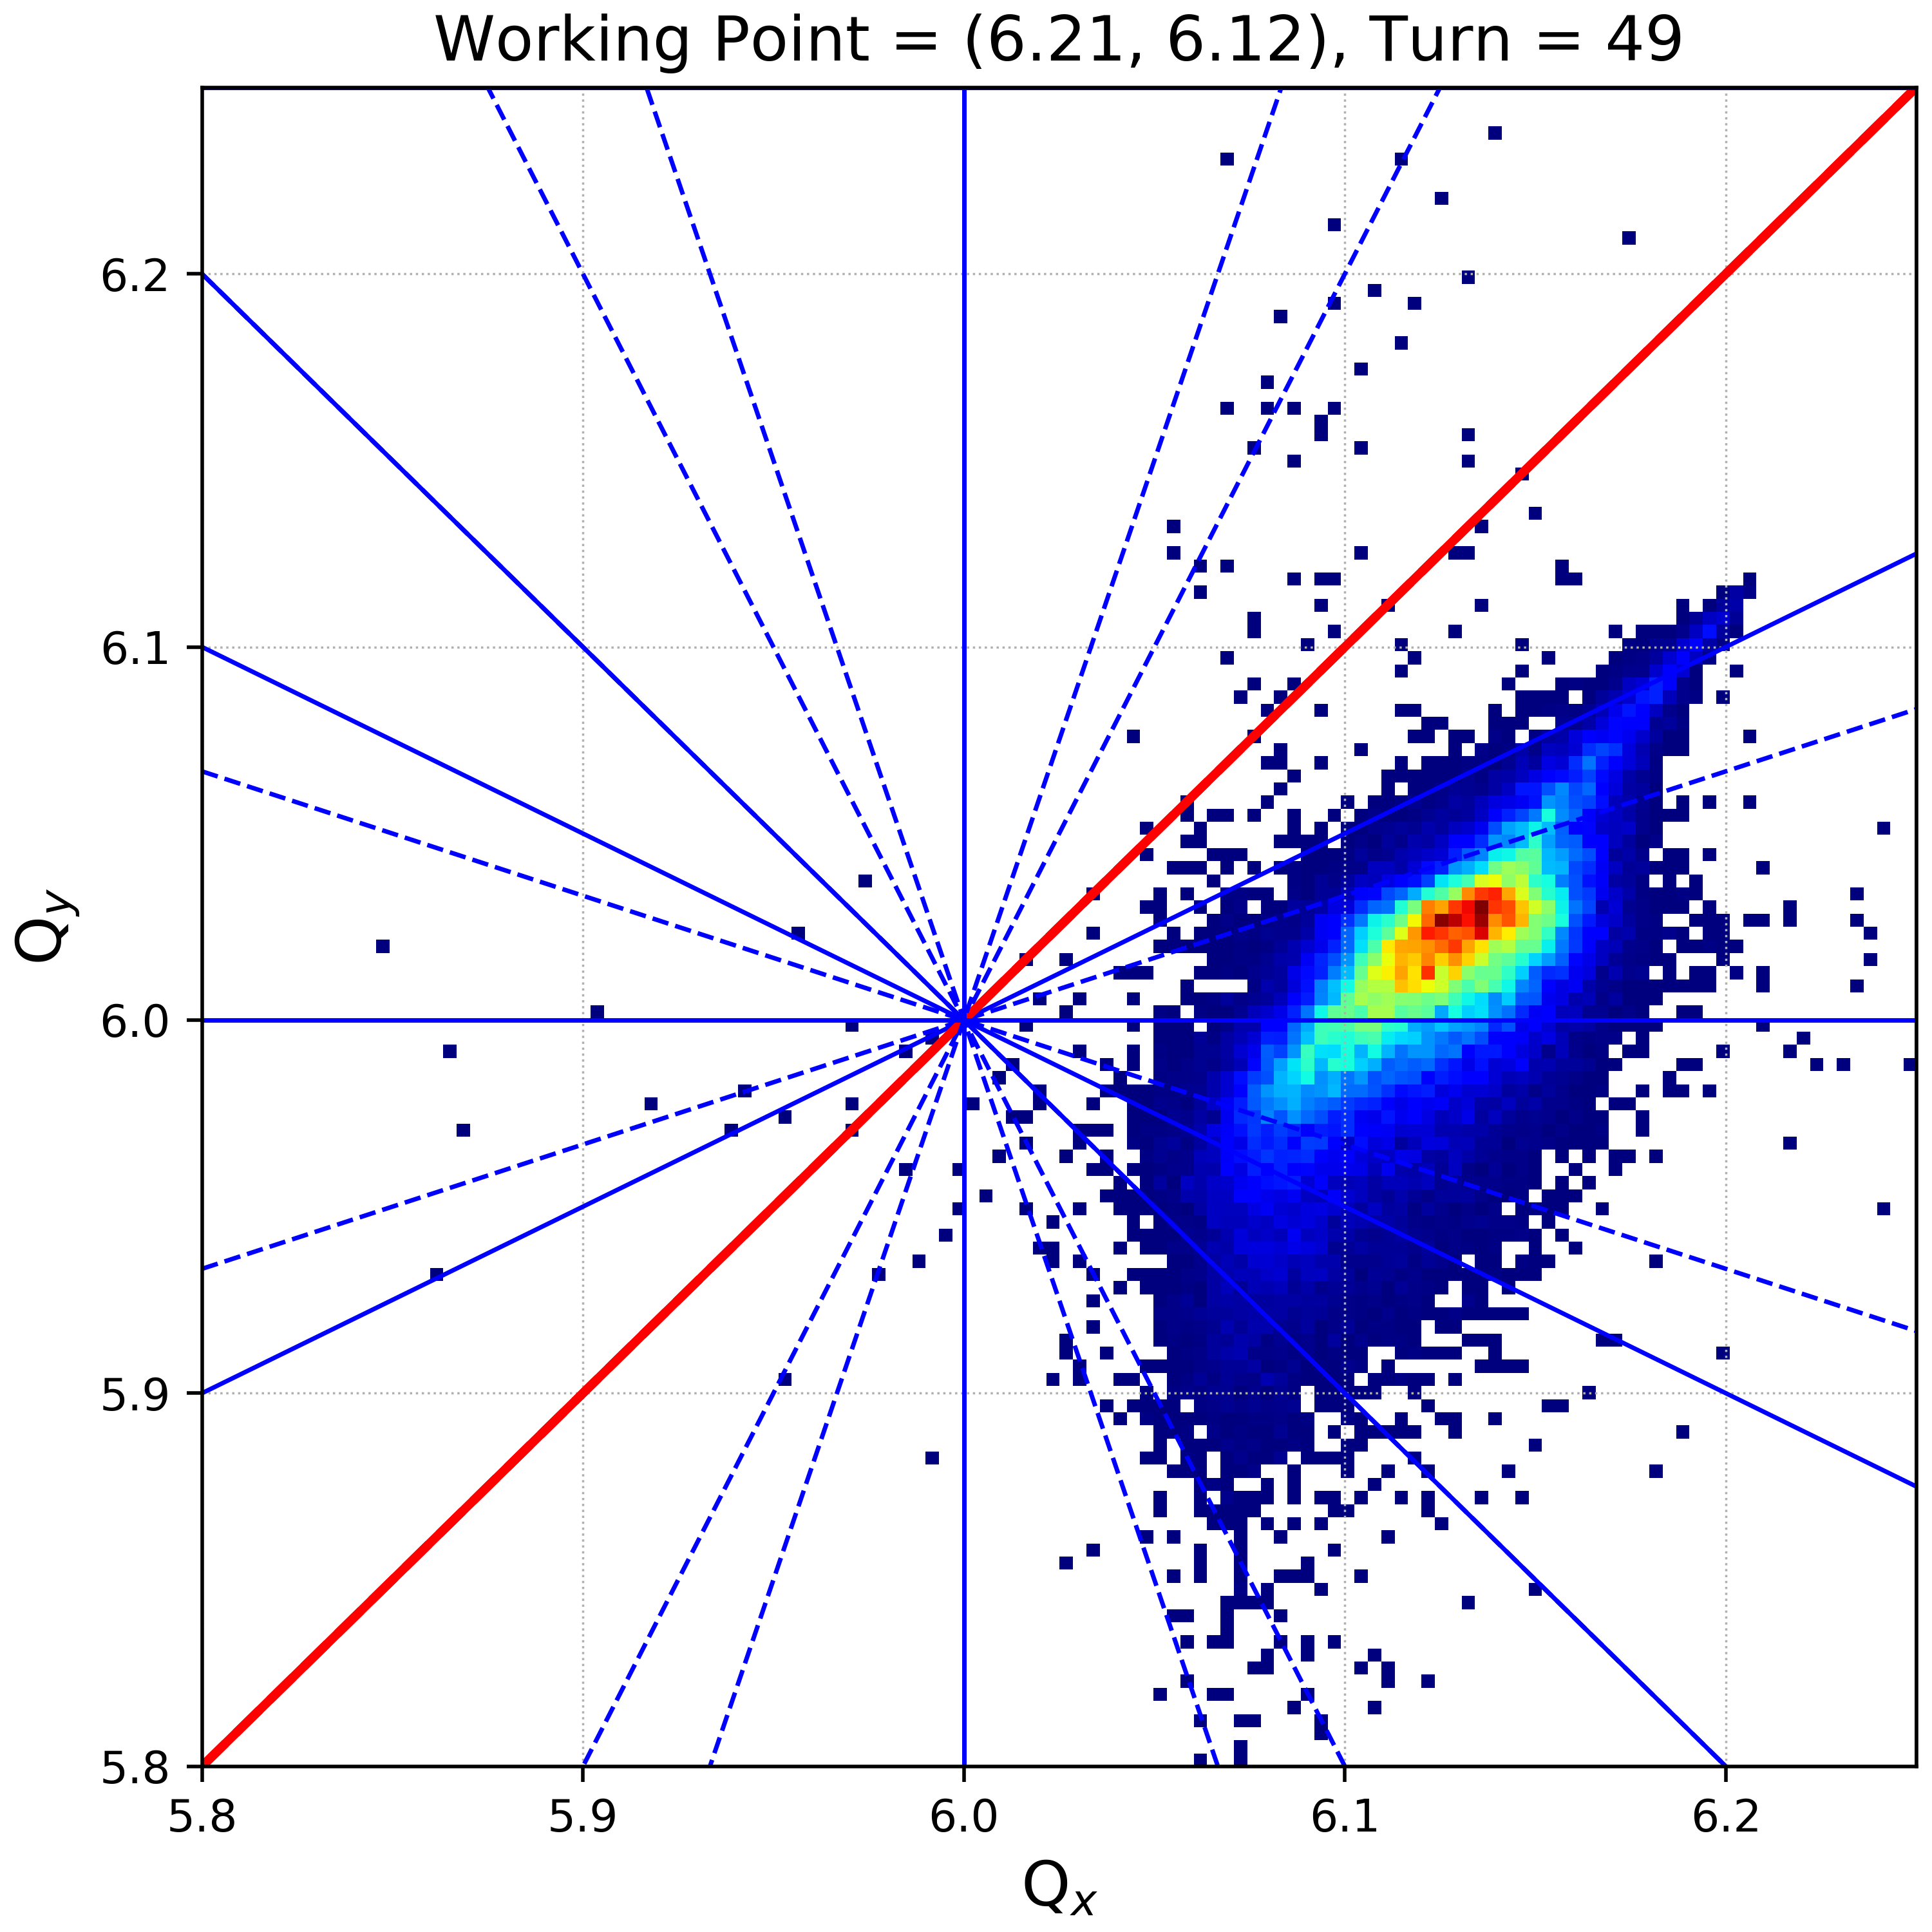 Working Point = (6.21, 6.12), Turn = 49
6.2
6.1
6.0
5.9
5.8
Qy
5.8 5.9 6.0 6.1 6.2
Qx